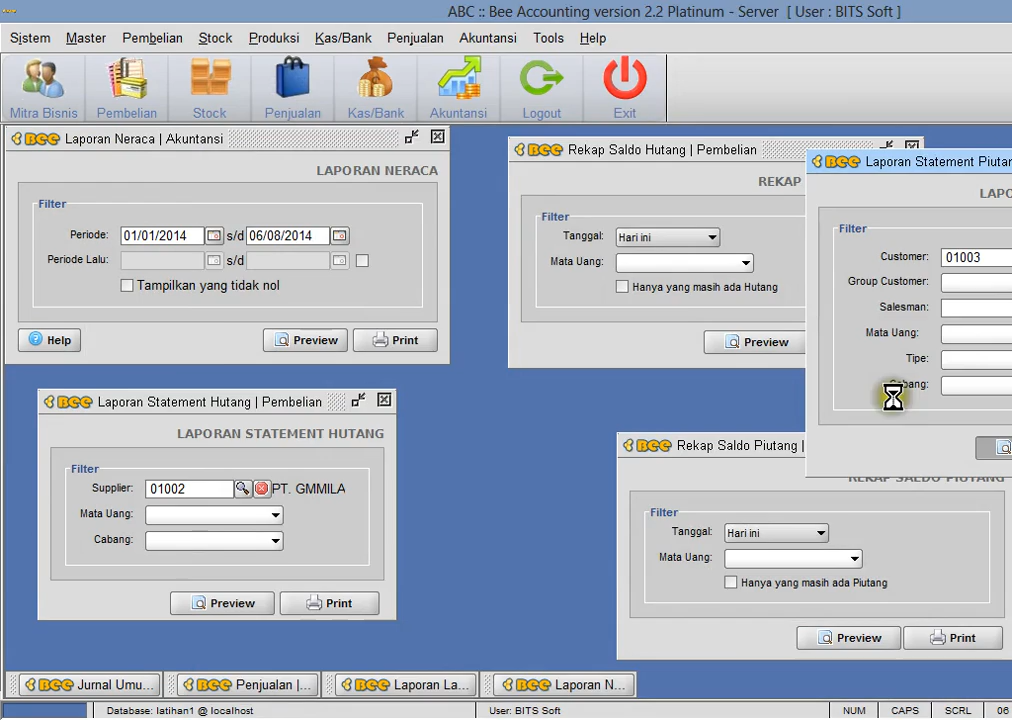 ABC :: Bee Accounting version 2.2 Platinum - Server [ User : BITS Soft ]
Sistem Master Pembelian Stock Produksi Kas/Bank Penjualan Akuntansi Tools Help
Mitra Bisnis Pembelian Stock Penjualan Kas/Bank Akuntansi Logout Exit
Bee Laporan Neraca | Akuntansi
LAPORAN NERACA
Filter
Periode: 01/01/2014 s/d 06/08/2014
Periode Lalu: s/d
Tampilkan yang tidak nol
Help Preview Print
Bee Rekap Saldo Hutang | Pembelian
REKAP
Filter
Tanggal: Hari ini
Mata Uang:
Hanya yang masih ada Hutang
Preview
Bee Laporan Statement Piutan
LAPO
Filter
Customer: 01003
Group Customer:
Salesman:
Mata Uang:
Tipe:
Cabang:
Bee Laporan Statement Hutang | Pembelian
LAPORAN STATEMENT HUTANG
Filter
Supplier: 01002 PT. GMMILA
Mata Uang:
Cabang:
Preview Print
Bee Rekap Saldo Piutang |
REKAP SALDO PIUTANG
Filter
Tanggal: Hari ini
Mata Uang:
Hanya yang masih ada Piutang
Preview Print
Bee Jurnal Umu... Bee Penjualan |... Bee Laporan La... Bee Laporan N...
Database: latihan1 @ localhost User: BITS Soft NUM CAPS SCRL 06